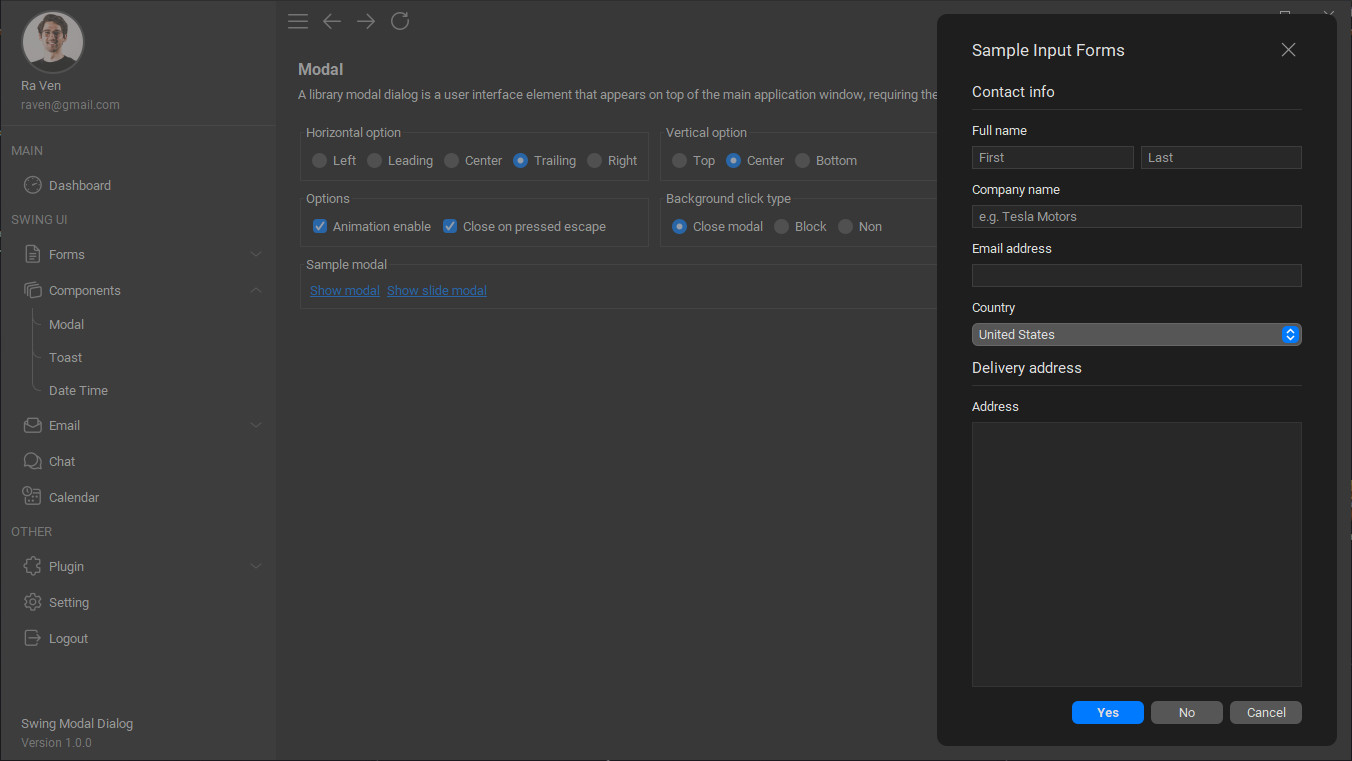 Ra Ven
raven@gmail.com
MAIN
Dashboard
SWING UI
Forms
Components
Modal
Toast
Date Time
Email
Chat
Calendar
OTHER
Plugin
Setting
Logout
Swing Modal Dialog
Version 1.0.0
Modal
A library modal dialog is a user interface element that appears on top of the main application window, requiring the
Horizontal option
Left Leading Center Trailing Right
Vertical option
Top Center Bottom
Options
Animation enable Close on pressed escape
Background click type
Close modal Block Non
Sample modal
Show modal Show slide modal
Sample Input Forms
Contact info
Full name
First Last
Company name
e.g. Tesla Motors
Email address
Country
United States
Delivery address
Address
Yes No Cancel